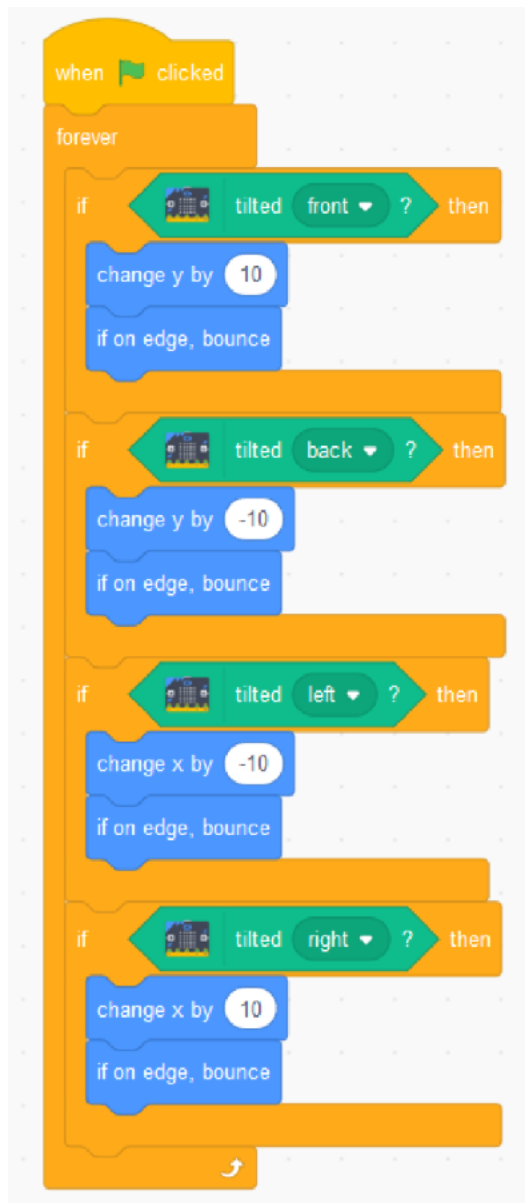 when clicked
forever
if tilted front ? then
change y by 10
if on edge, bounce
if tilted back ? then
change y by -10
if on edge, bounce
if tilted left ? then
change x by -10
if on edge, bounce
if tilted right ? then
change x by 10
if on edge, bounce